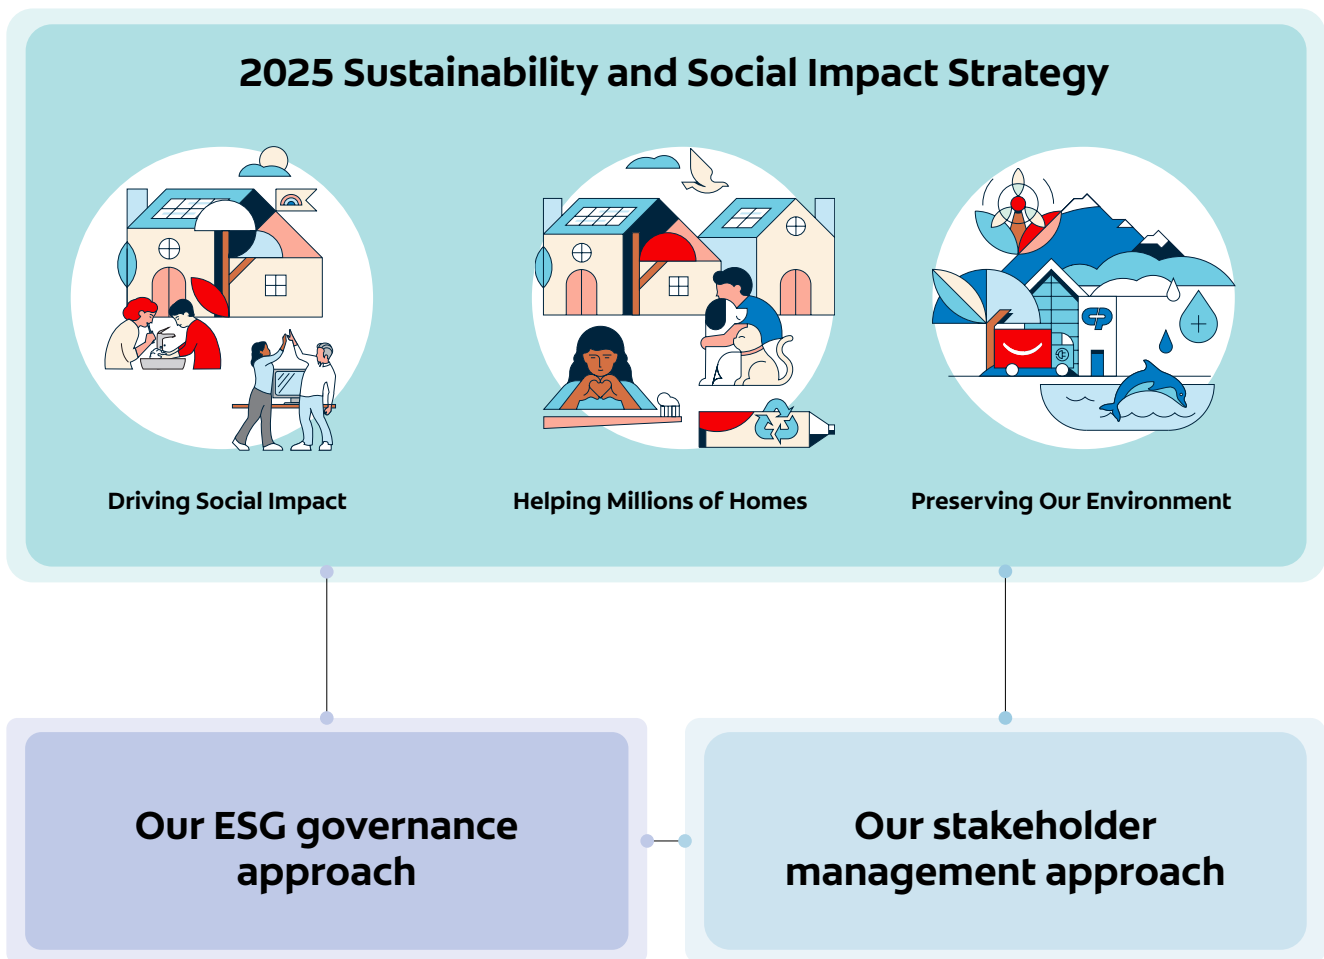 2025 Sustainability and Social Impact Strategy
Driving Social Impact
Helping Millions of Homes
Preserving Our Environment
Our ESG governance
approach
Our stakeholder
management approach